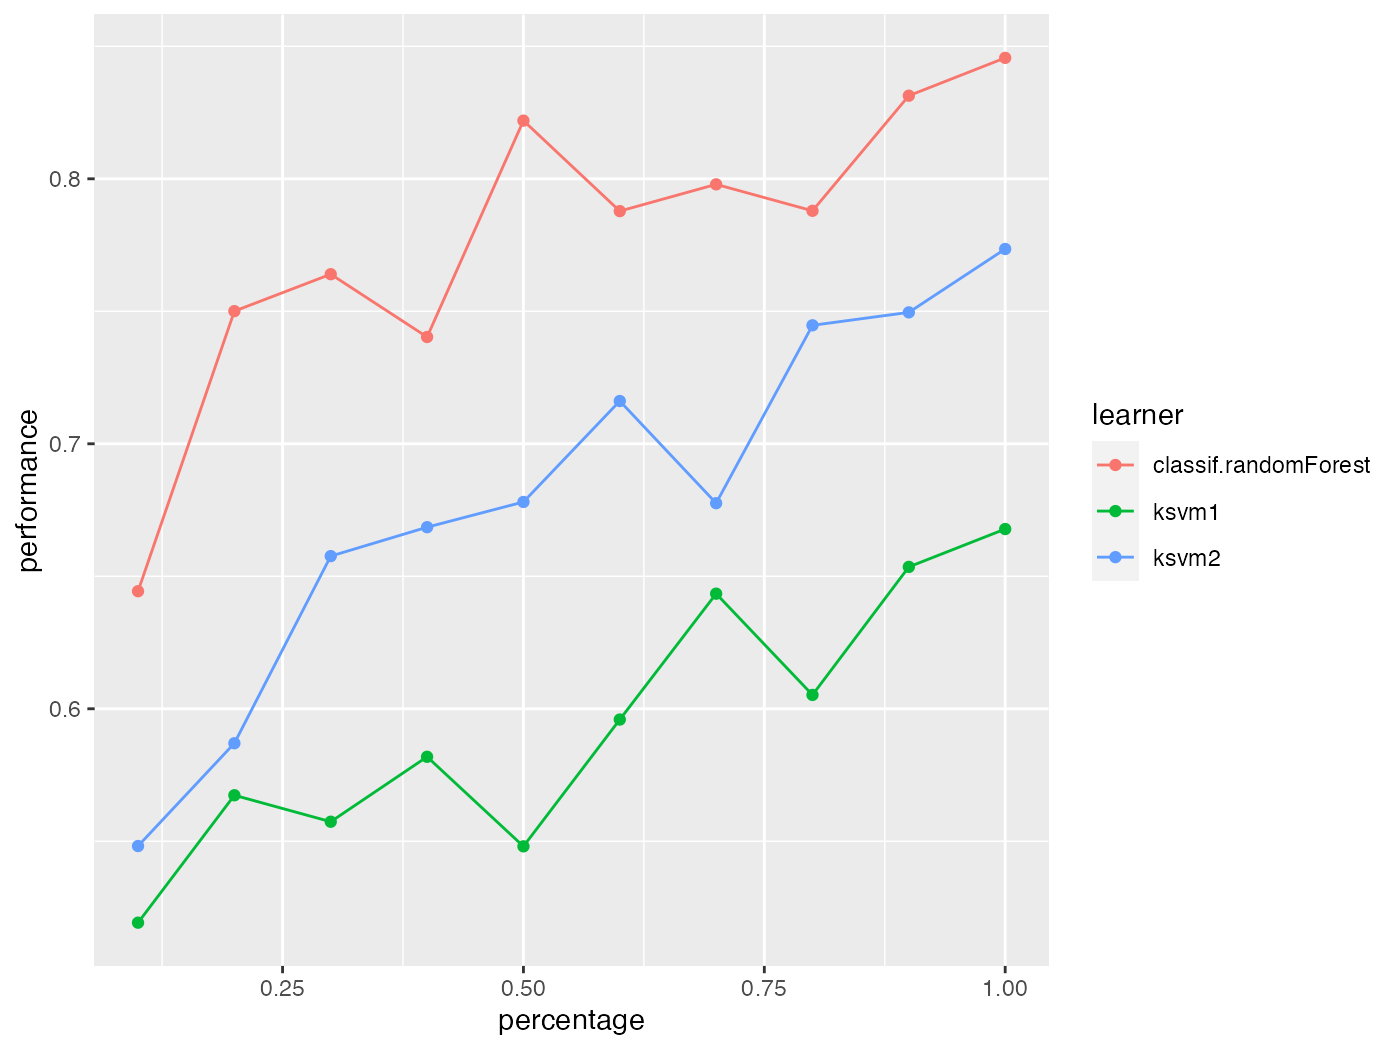 performance
0.8
0.7
0.6
0.25
0.50
0.75
1.00
percentage
learner
classif.randomForest
ksvm1
ksvm2